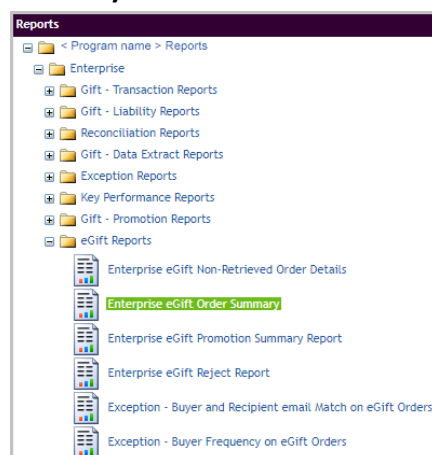 Reports
< Program name > Reports
Enterprise
Gift - Transaction Reports
Gift - Liability Reports
Reconciliation Reports
Gift - Data Extract Reports
Exception Reports
Key Performance Reports
Gift - Promotion Reports
eGift Reports
Enterprise eGift Non-Retrieved Order Details
Enterprise eGift Order Summary
Enterprise eGift Promotion Summary Report
Enterprise eGift Reject Report
Exception - Buyer and Recipient email Match on eGift Orders
Exception - Buyer Frequency on eGift Orders